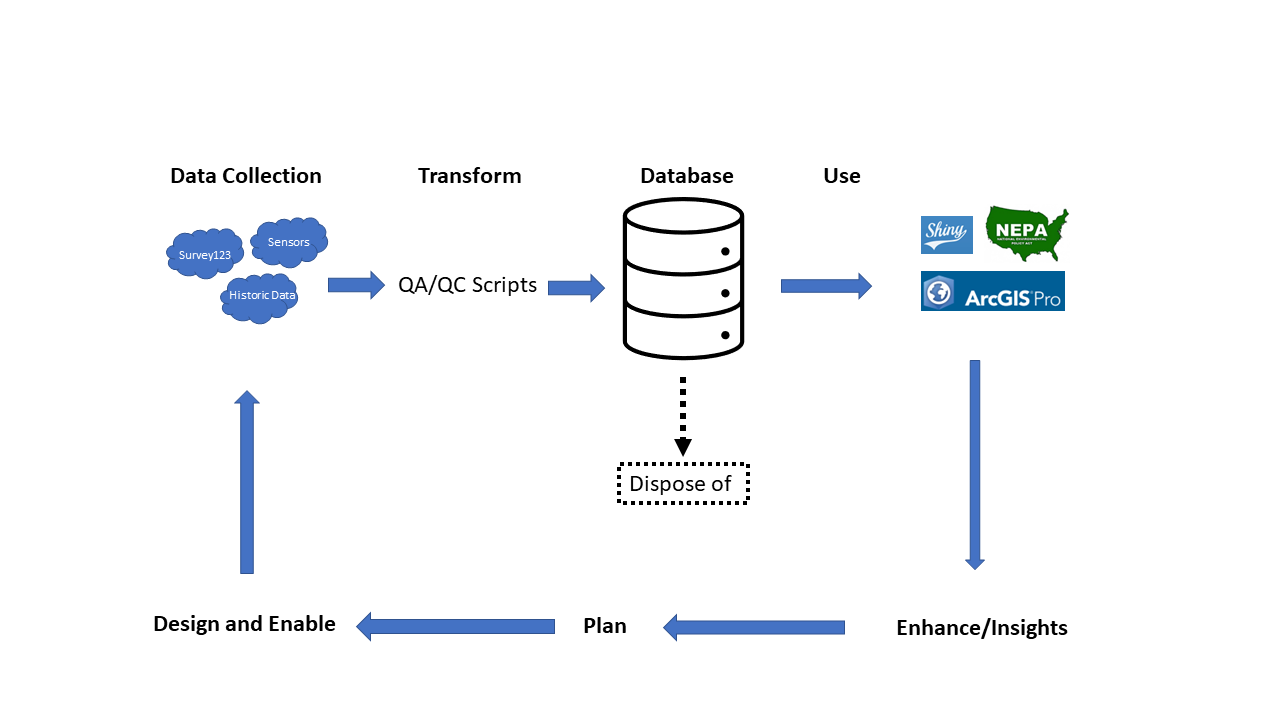 Data Collection
Transform
Database
Use
Survey123
Sensors
Historic Data
QA/QC Scripts
Shiny
NEPA
NATIONAL ENVIRONMENTAL
POLICY ACT
ArcGIS Pro
Dispose of
Design and Enable
Plan
Enhance/Insights